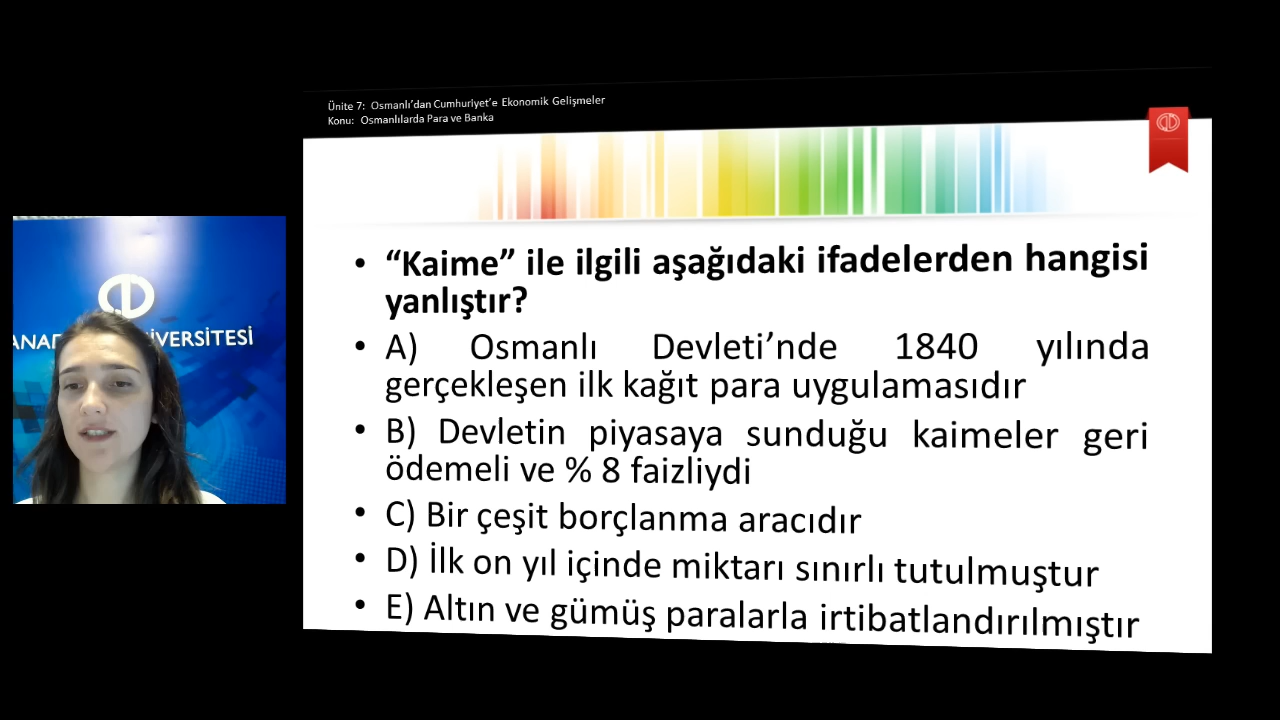 Ünite 7: Osmanlı’dan Cumhuriyet’e Ekonomik Gelişmeler
Konu: Osmanlılarda Para ve Banka
• “Kaime” ile ilgili aşağıdaki ifadelerden hangisi
yanlıştır?
• A) Osmanlı Devleti’nde 1840 yılında
gerçekleşen ilk kağıt para uygulamasıdır
• B) Devletin piyasaya sunduğu kaimeler geri
ödemeli ve % 8 faizliydi
• C) Bir çeşit borçlanma aracıdır
• D) İlk on yıl içinde miktarı sınırlı tutulmuştur
• E) Altın ve gümüş paralarla irtibatlandırılmıştır